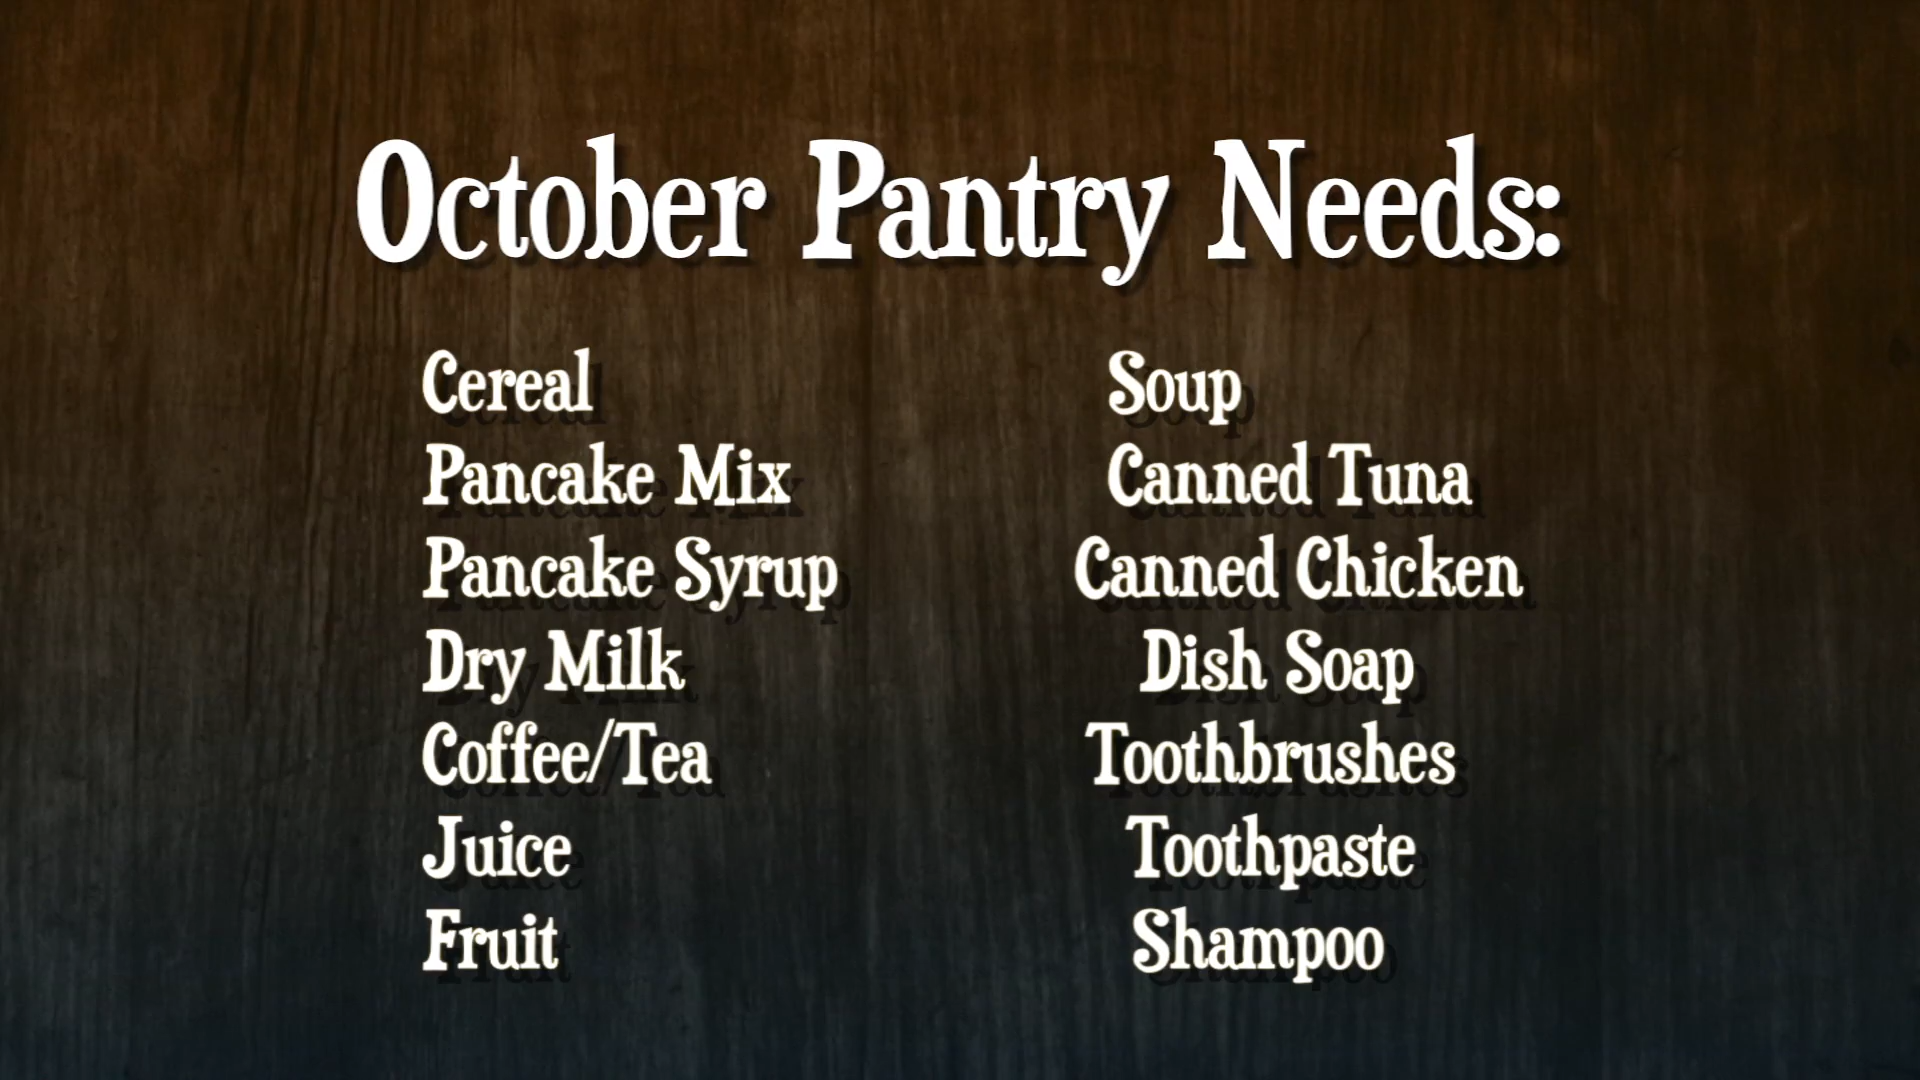 October Pantry Needs:
Cereal
Pancake Mix
Pancake Syrup
Dry Milk
Coffee/Tea
Juice
Fruit
Soup
Canned Tuna
Canned Chicken
Dish Soap
Toothbrushes
Toothpaste
Shampoo